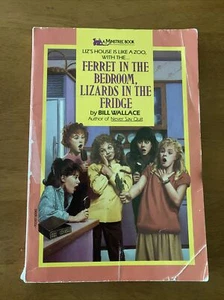 A MINSTREL BOOK
LIZ'S HOUSE IS LIKE A ZOO,
WITH THE...
FERRET IN THE
BEDROOM,
LIZARDS IN THE
FRIDGE
by BILL WALLACE
Author of Never Say Quit